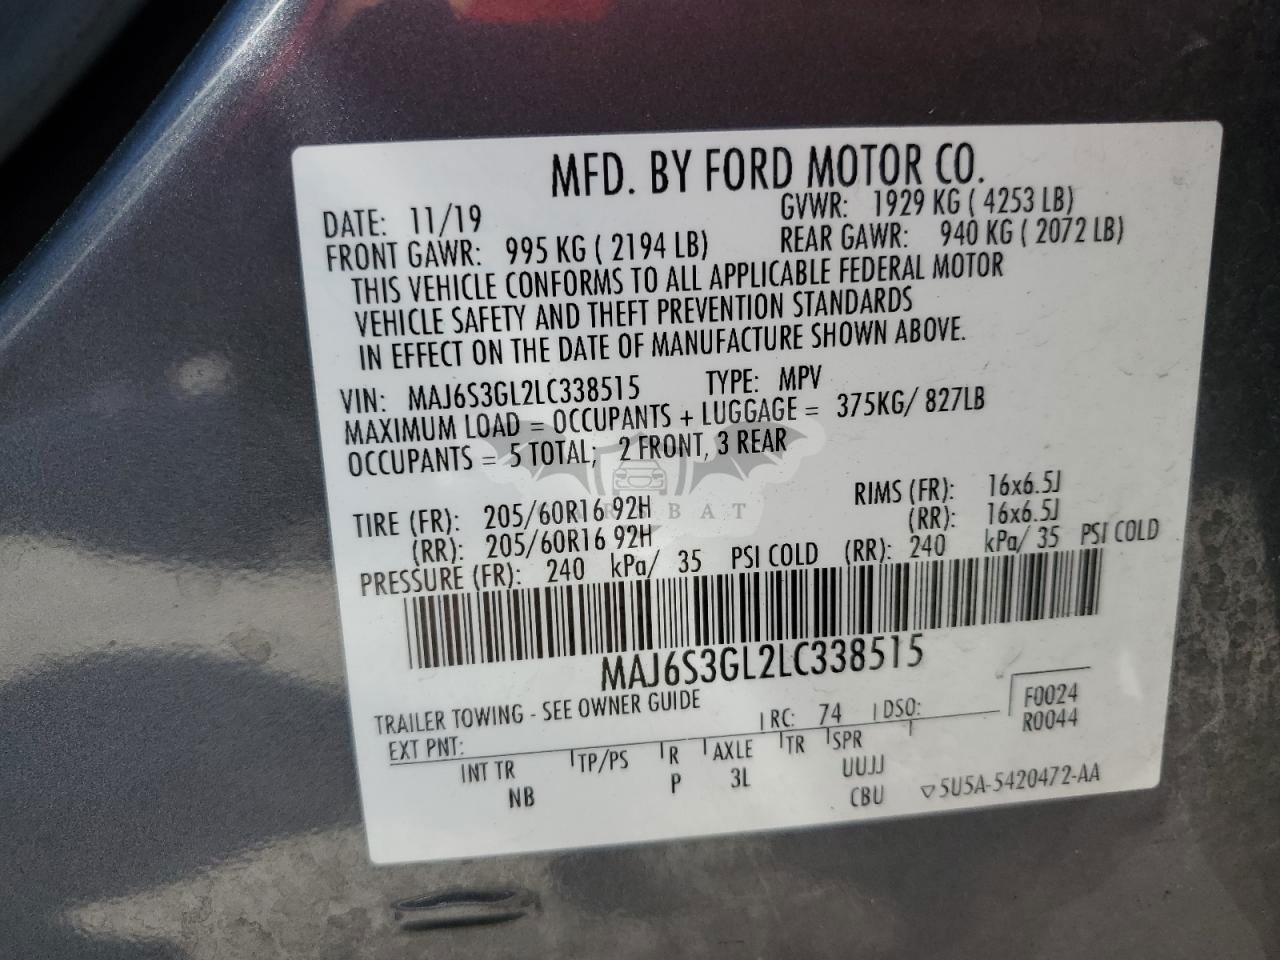 MFD. BY FORD MOTOR CO.
DATE: 11/19 GVWR: 1929 KG ( 4253 LB)
FRONT GAWR: 995 KG ( 2194 LB) REAR GAWR: 940 KG ( 2072 LB)
THIS VEHICLE CONFORMS TO ALL APPLICABLE FEDERAL MOTOR
VEHICLE SAFETY AND THEFT PREVENTION STANDARDS
IN EFFECT ON THE DATE OF MANUFACTURE SHOWN ABOVE.
VIN: MAJ6S3GL2LC338515 TYPE: MPV
MAXIMUM LOAD = OCCUPANTS + LUGGAGE = 375KG/ 827LB
OCCUPANTS = 5 TOTAL; 2 FRONT, 3 REAR
TIRE (FR): 205/60R16 92H RIMS (FR): 16x6.5J
(RR): 205/60R16 92H (RR): 16x6.5J
PRESSURE (FR): 240 kPa/ 35 PSI COLD (RR): 240 kPa/ 35 PSI COLD
MAJ6S3GL2LC338515
TRAILER TOWING - SEE OWNER GUIDE
EXT PNT: RC: 74 DSO: F0024
R0044
INT TR TP/PS R AXLE TR SPR
NB P 3L UUJJ
CBU 5U5A-5420472-AA